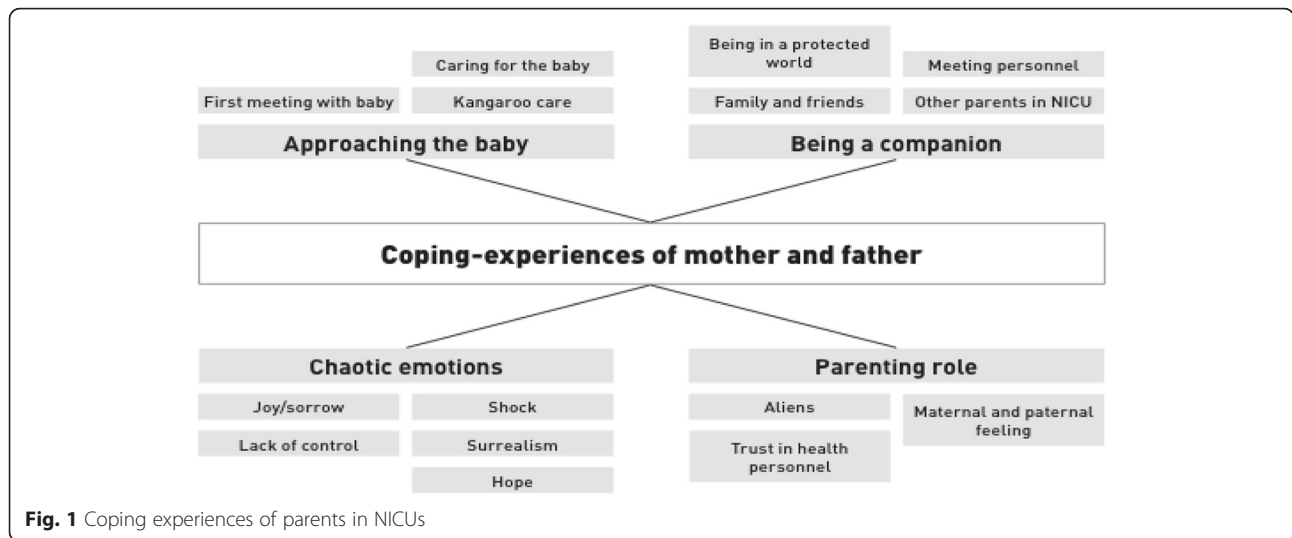 Being in a protected
world
Caring for the baby
Meeting personnel
First meeting with baby
Kangaroo care
Family and friends
Other parents in NICU
Approaching the baby
Being a companion
Coping-experiences of mother and father
Chaotic emotions
Parenting role
Joy/sorrow
Shock
Aliens
Maternal and paternal
feeling
Lack of control
Surrealism
Trust in health
personnel
Hope
Fig. 1 Coping experiences of parents in NICUs